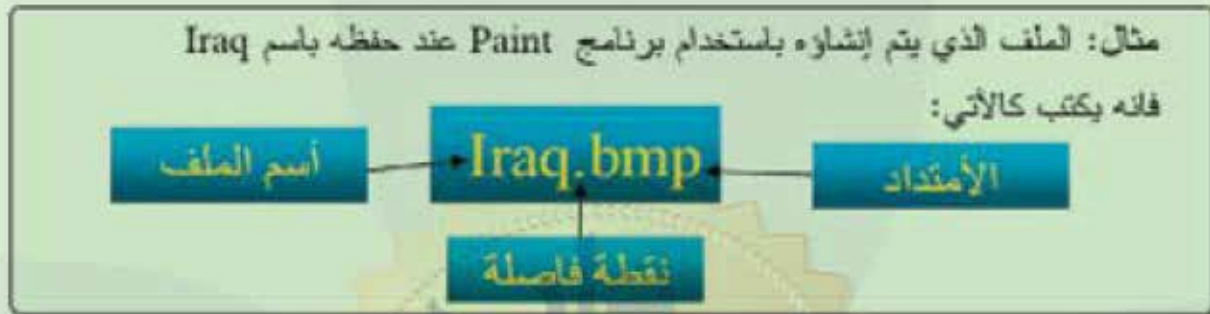 مثال: الملف الذي يتم إنشاؤه باستخدام برنامج Paint عند حفظه باسم Iraq
فانه يكتب كالآتي:
أسم الملف
Iraq.bmp
الأمتداد
نقطة فاصلة